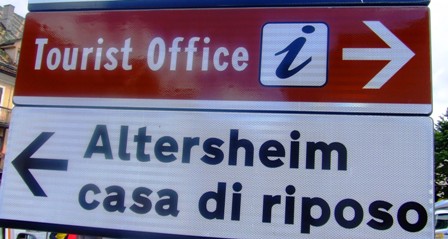 Tourist Office i
Altersheim
casa di riposo